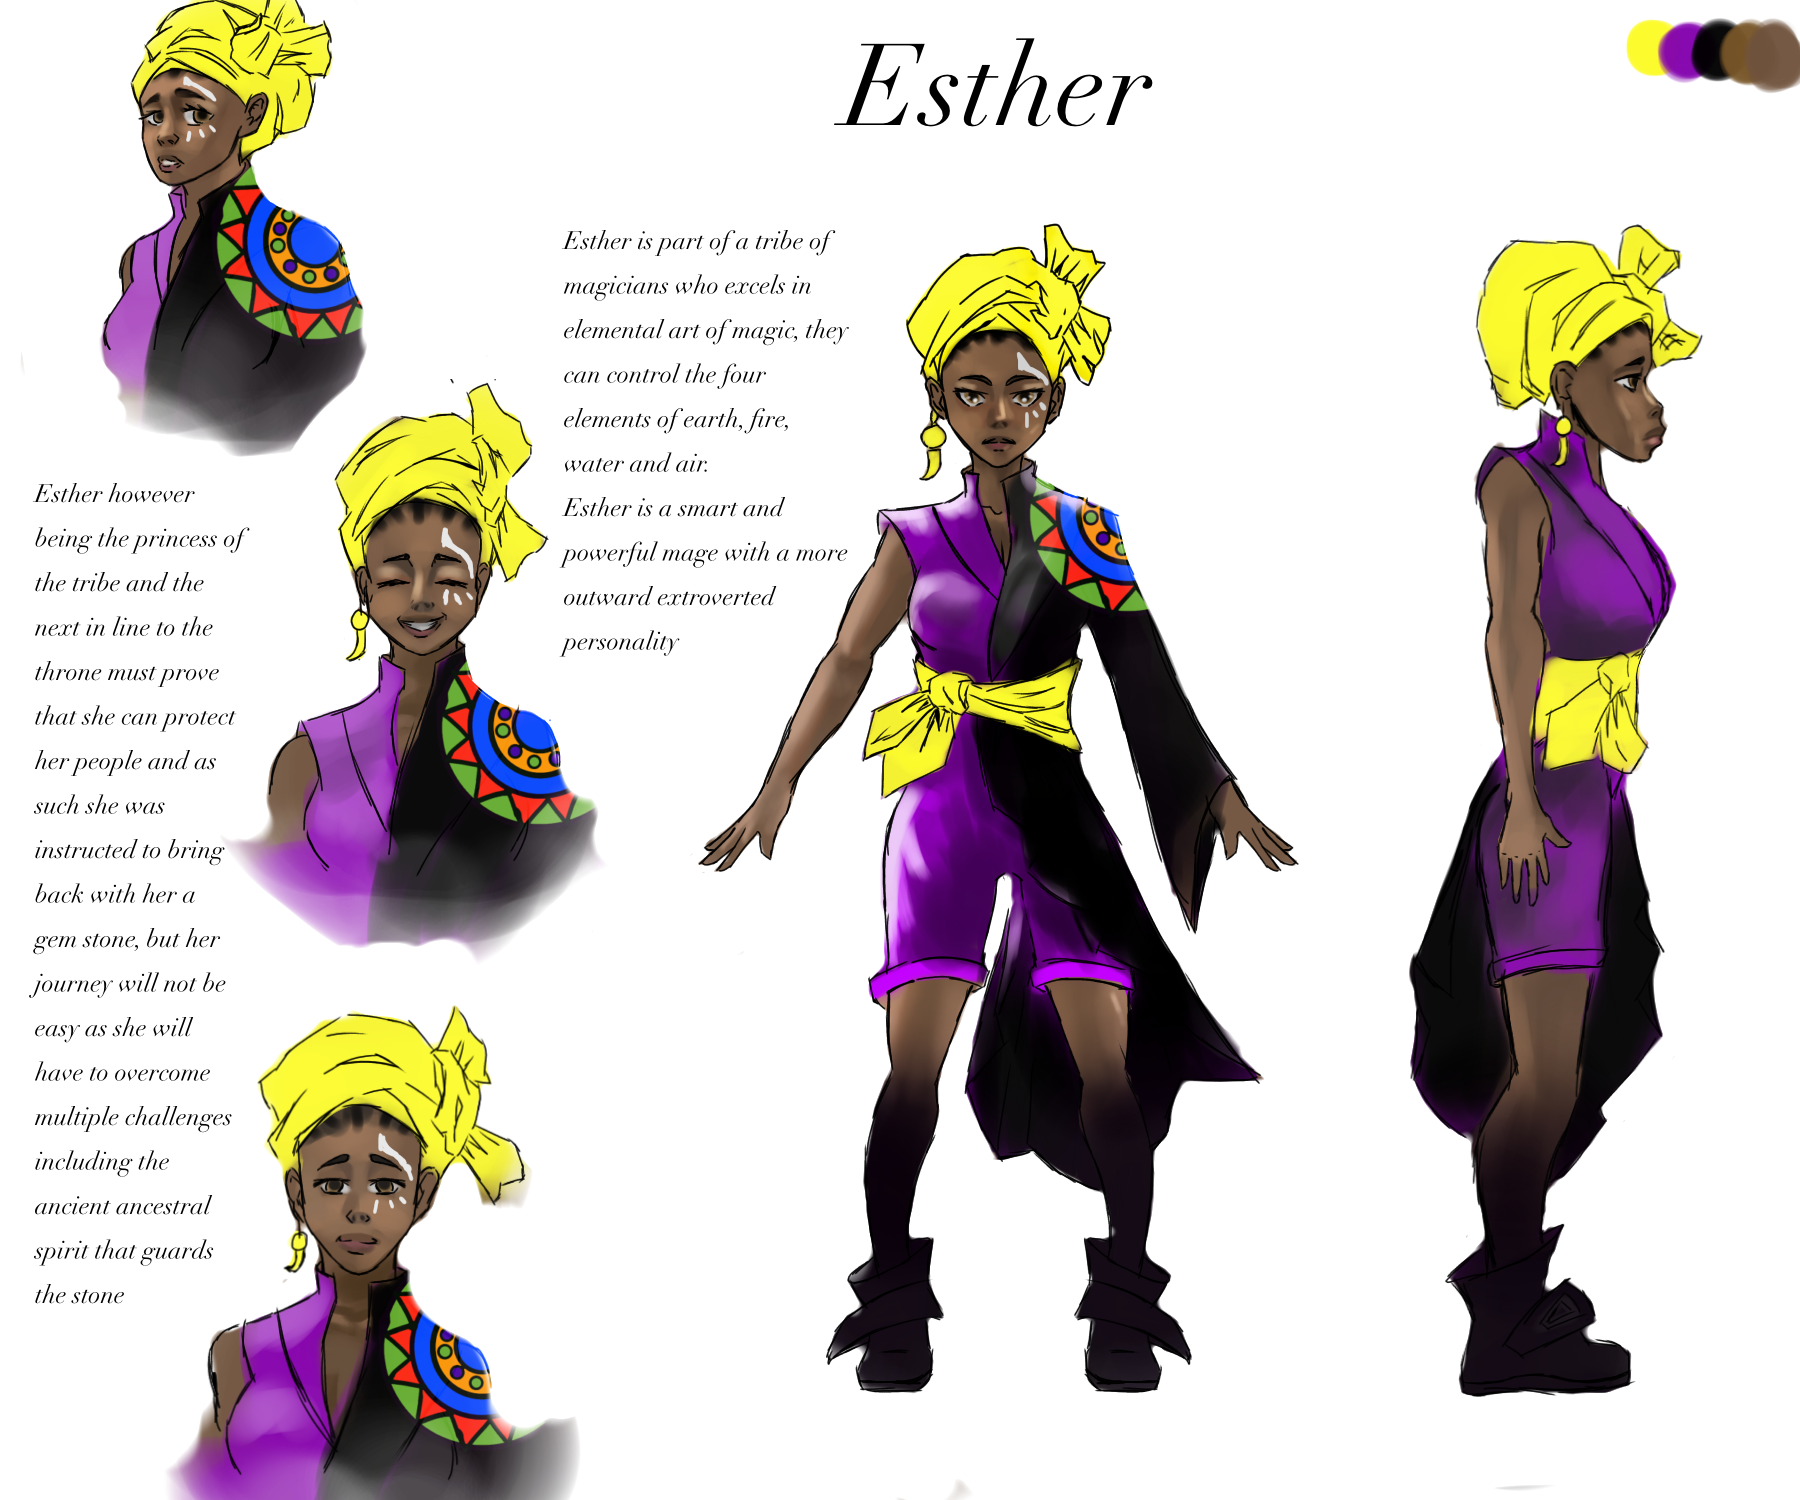 Esther
Esther is part of a tribe of
magicians who excels in
elemental art of magic, they
can control the four
elements of earth, fire,
water and air.
Esther is a smart and
powerful mage with a more
outward extroverted
personality
Esther however
being the princess of
the tribe and the
next in line to the
throne must prove
that she can protect
her people and as
such she was
instructed to bring
back with her a
gem stone, but her
journey will not be
easy as she will
have to overcome
multiple challenges
including the
ancient ancestral
spirit that guards
the stone